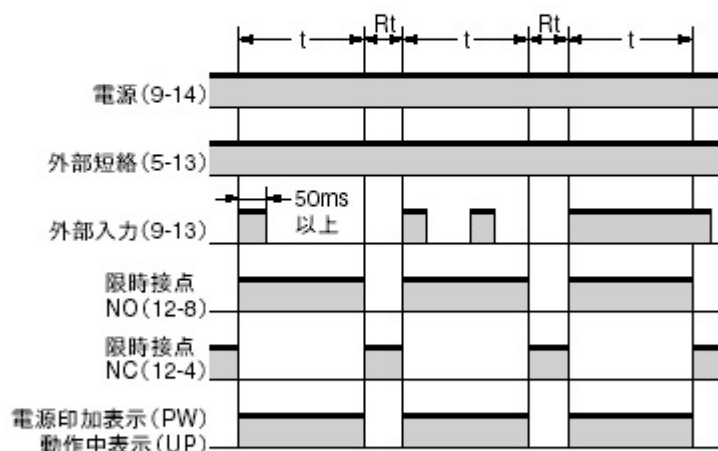 t Rt t Rt t
電源(9-14)
外部短絡(5-13)
50ms
以上
外部入力(9-13)
限時接点
NO(12-8)
限時接点
NC(12-4)
電源印加表示(PW)
動作中表示(UP)